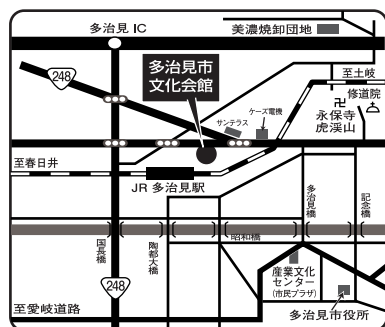 多治見 IC
美濃焼卸団地
248
多治見市
文化会館
至土岐
修道院
卍
永保寺
虎渓山
サンテラス
ケーズ電機
至春日井
JR 多治見駅
多治見橋
記念橋
国長橋
陶都大橋
昭和橋
248
産業文化
センター
(市民プラザ)
至愛岐道路
多治見市役所